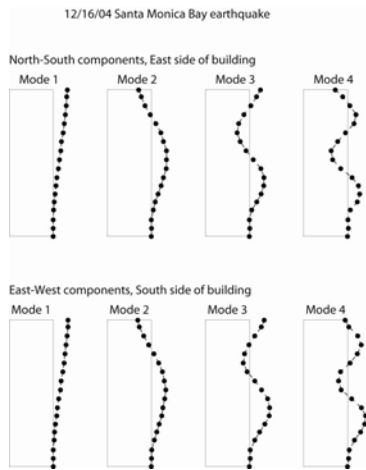 12/16/04 Santa Monica Bay earthquake
North-South components, East side of building
Mode 1 Mode 2 Mode 3 Mode 4
East-West components, South side of building
Mode 1 Mode 2 Mode 3 Mode 4